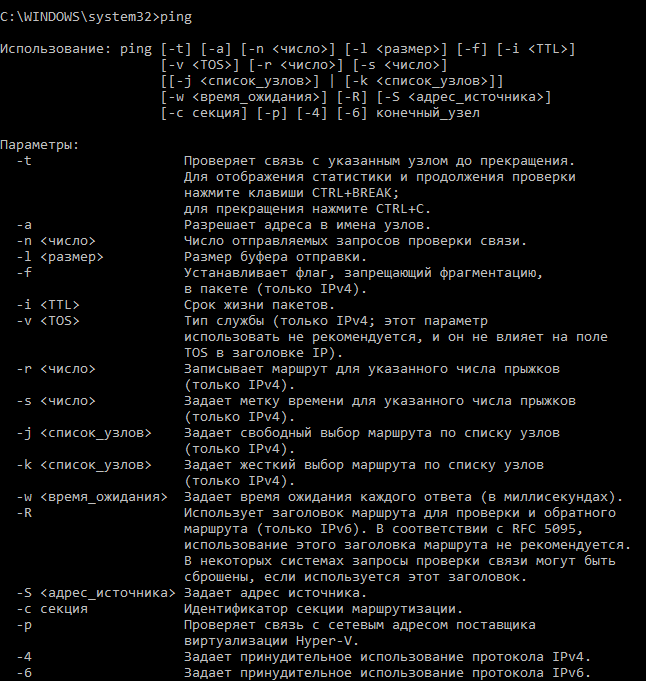 C:\WINDOWS\system32>ping
Использование: ping [-t] [-a] [-n <число>] [-l <размер>] [-f] [-i <TTL>]
[-v <TOS>] [-r <число>] [-s <число>]
[[-j <список_узлов>] | [-k <список_узлов>]]
[-w <время_ожидания>] [-R] [-S <адрес_источника>]
[-c секция] [-p] [-4] [-6] конечный_узел
Параметры:
-t Проверяет связь с указанным узлом до прекращения.
Для отображения статистики и продолжения проверки
нажмите клавиши CTRL+BREAK;
для прекращения нажмите CTRL+C.
-a Разрешает адреса в имена узлов.
-n <число> Число отправляемых запросов проверки связи.
-l <размер> Размер буфера отправки.
-f Устанавливает флаг, запрещающий фрагментацию,
в пакете (только IPv4).
-i <TTL> Срок жизни пакетов.
-v <TOS> Тип службы (только IPv4; этот параметр
использовать не рекомендуется, и он не влияет на поле
TOS в заголовке IP).
-r <число> Записывает маршрут для указанного числа прыжков
(только IPv4).
-s <число> Задает метку времени для указанного числа прыжков
(только IPv4).
-j <список_узлов> Задает свободный выбор маршрута по списку узлов
(только IPv4).
-k <список_узлов> Задает жесткий выбор маршрута по списку узлов
(только IPv4).
-w <время_ожидания> Задает время ожидания каждого ответа (в миллисекундах).
-R Использует заголовок маршрута для проверки и обратного
маршрута (только IPv6). В соответствии с RFC 5095,
использование этого заголовка маршрута не рекомендуется.
В некоторых системах запросы проверки связи могут быть
сброшены, если используется этот заголовок.
-S <адрес_источника> Задает адрес источника.
-c секция Идентификатор секции маршрутизации.
-p Проверяет связь с сетевым адресом поставщика
виртуализации Hyper-V.
-4 Задает принудительное использование протокола IPv4.
-6 Задает принудительное использование протокола IPv6.